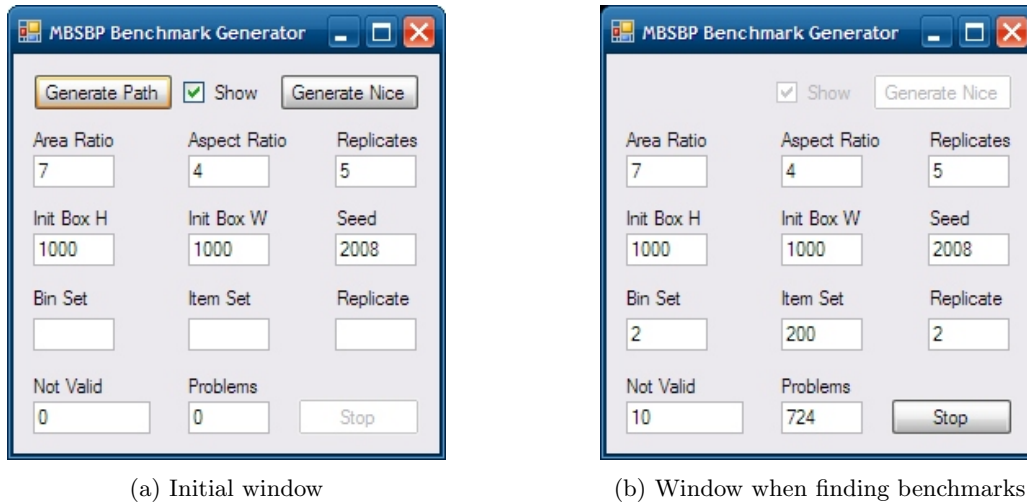 MBSBP Benchmark Generator
Generate Path Show Generate Nice
Area Ratio Aspect Ratio Replicates
7 4 5
Init Box H Init Box W Seed
1000 1000 2008
Bin Set Item Set Replicate
Not Valid Problems
0 0 Stop
(a) Initial window
MBSBP Benchmark Generator
Show Generate Nice
Area Ratio Aspect Ratio Replicates
7 4 5
Init Box H Init Box W Seed
1000 1000 2008
Bin Set Item Set Replicate
2 200 2
Not Valid Problems
10 724 Stop
(b) Window when finding benchmarks